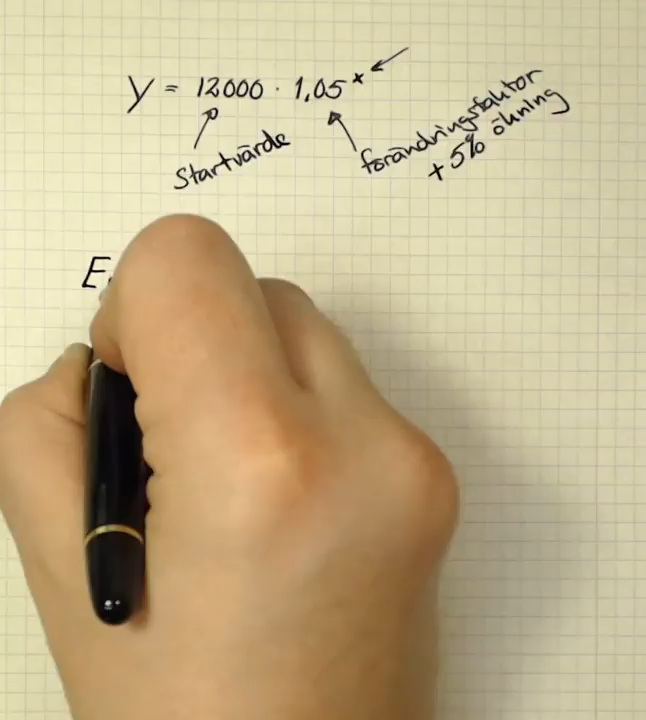 y = 12000 · 1,05ˣ
Startvärde
förändringsfaktor
+5% ökning
E